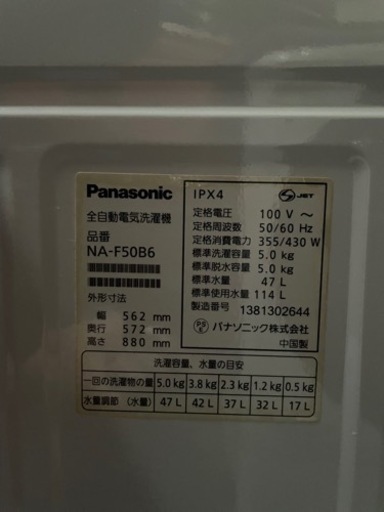 Panasonic
全自動電気洗濯機
品番
NA-F50B6
外形寸法
幅 562 mm
奥行 572 mm
高さ 880 mm
IPX4
JET
定格電圧 100 V ～
定格周波数 50/60 Hz
定格消費電力 355/430 W
標準洗濯容量 5.0 kg
標準脱水容量 5.0 kg
標準水量 47 L
標準使用水量 114 L
製造番号 1381302644
パナソニック株式会社
中国製
洗濯容量、水量の目安
一回の洗濯物の量 5.0 kg 3.8 kg 2.3 kg 1.2 kg 0.5 kg
水量調節 （水量） 47 L 42 L 37 L 32 L 17 L